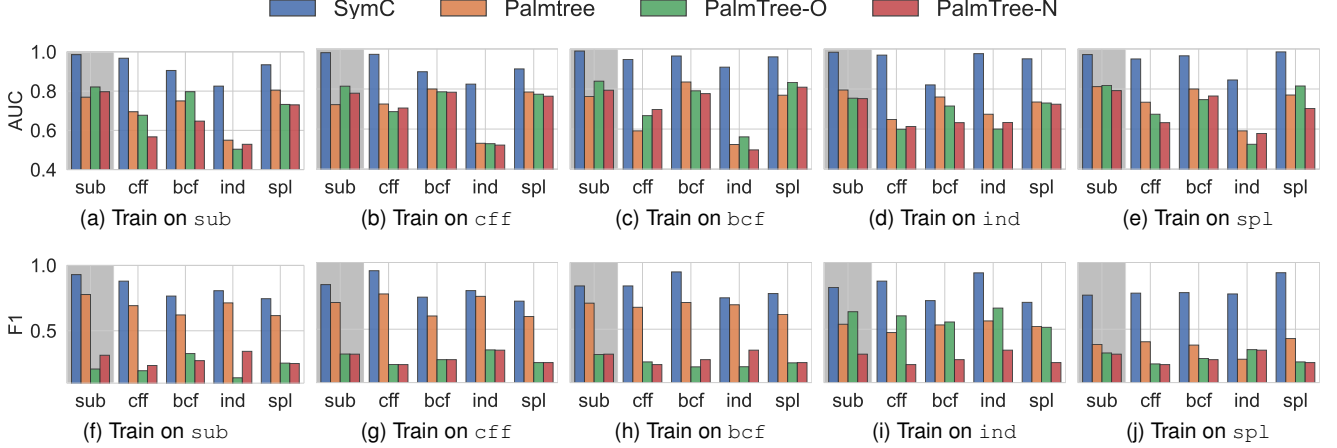 SymC Palmtree PalmTree-O PalmTree-N
1.0
0.8
0.6
0.4
AUC
sub cff bcf ind spl sub cff bcf ind spl sub cff bcf ind spl sub cff bcf ind spl sub cff bcf ind spl
(a) Train on sub (b) Train on cff (c) Train on bcf (d) Train on ind (e) Train on spl
1.0
0.5
F1
sub cff bcf ind spl sub cff bcf ind spl sub cff bcf ind spl sub cff bcf ind spl sub cff bcf ind spl
(f) Train on sub (g) Train on cff (h) Train on bcf (i) Train on ind (j) Train on spl